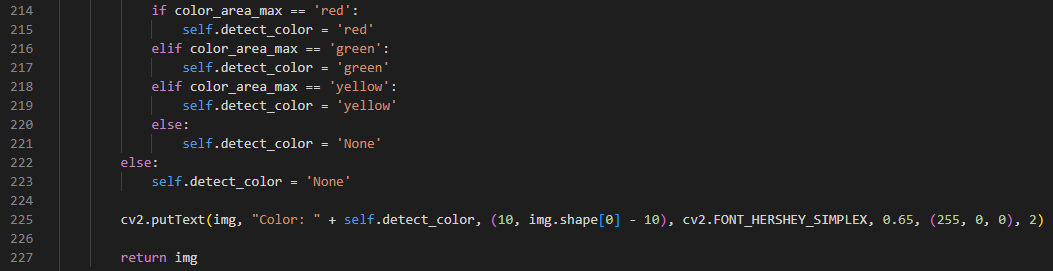 214 if color_area_max == 'red':
215 self.detect_color = 'red'
216 elif color_area_max == 'green':
217 self.detect_color = 'green'
218 elif color_area_max == 'yellow':
219 self.detect_color = 'yellow'
220 else:
221 self.detect_color = 'None'
222 else:
223 self.detect_color = 'None'
224
225 cv2.putText(img, "Color: " + self.detect_color, (10, img.shape[0] - 10), cv2.FONT_HERSHEY_SIMPLEX, 0.65, (255, 0, 0), 2)
226
227 return img